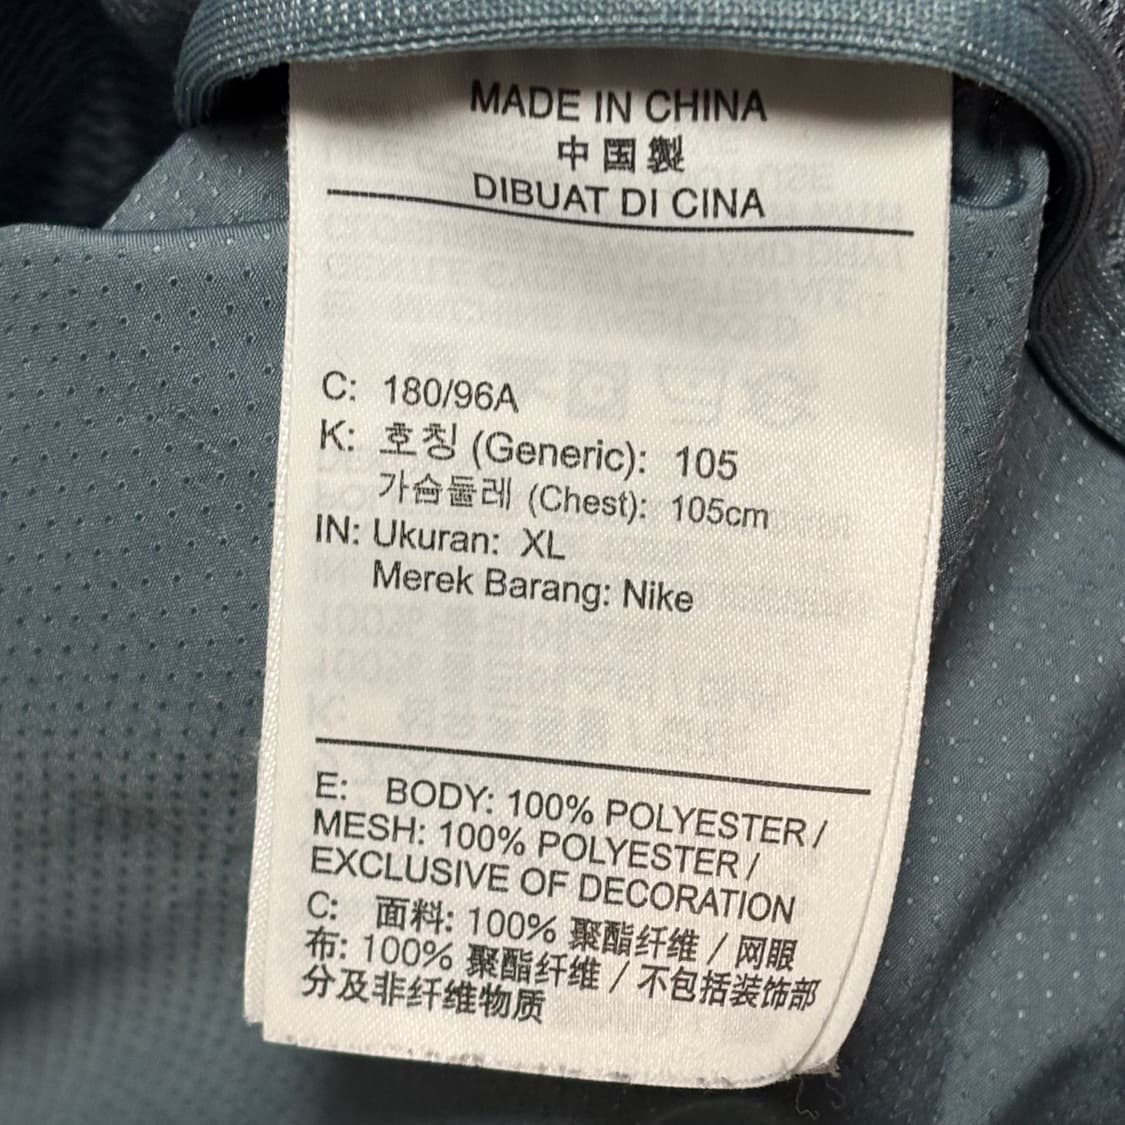 MADE IN CHINA
中国製
DIBUAT DI CINA
C: 180/96A
K: 호칭 (Generic): 105
가슴둘레 (Chest): 105cm
IN: Ukuran: XL
Merek Barang: Nike
E: BODY: 100% POLYESTER /
MESH: 100% POLYESTER /
EXCLUSIVE OF DECORATION
C: 面料: 100% 聚酯纤维 / 网眼
布: 100% 聚酯纤维 / 不包括装饰部
分及非纤维物质